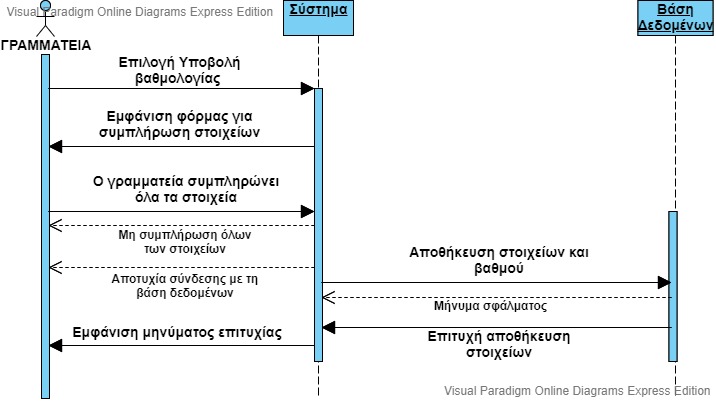 Visual Paradigm Online Diagrams Express Edition
Σύστημα
Βάση
Δεδομένων
ΓΡΑΜΜΑΤΕΙΑ
Επιλογή Υποβολή
βαθμολογίας
Εμφάνιση φόρμας για
συμπλήρωση στοιχείων
Ο γραμματεία συμπληρώνει
όλα τα στοιχεία
Μη συμπλήρωση όλων
των στοιχείων
Αποθήκευση στοιχείων και
βαθμού
Αποτυχία σύνδεσης με τη
βάση δεδομένων
Μήνυμα σφάλματος
Εμφάνιση μηνύματος επιτυχίας
Επιτυχή αποθήκευση
στοιχείων
Visual Paradigm Online Diagrams Express Edition